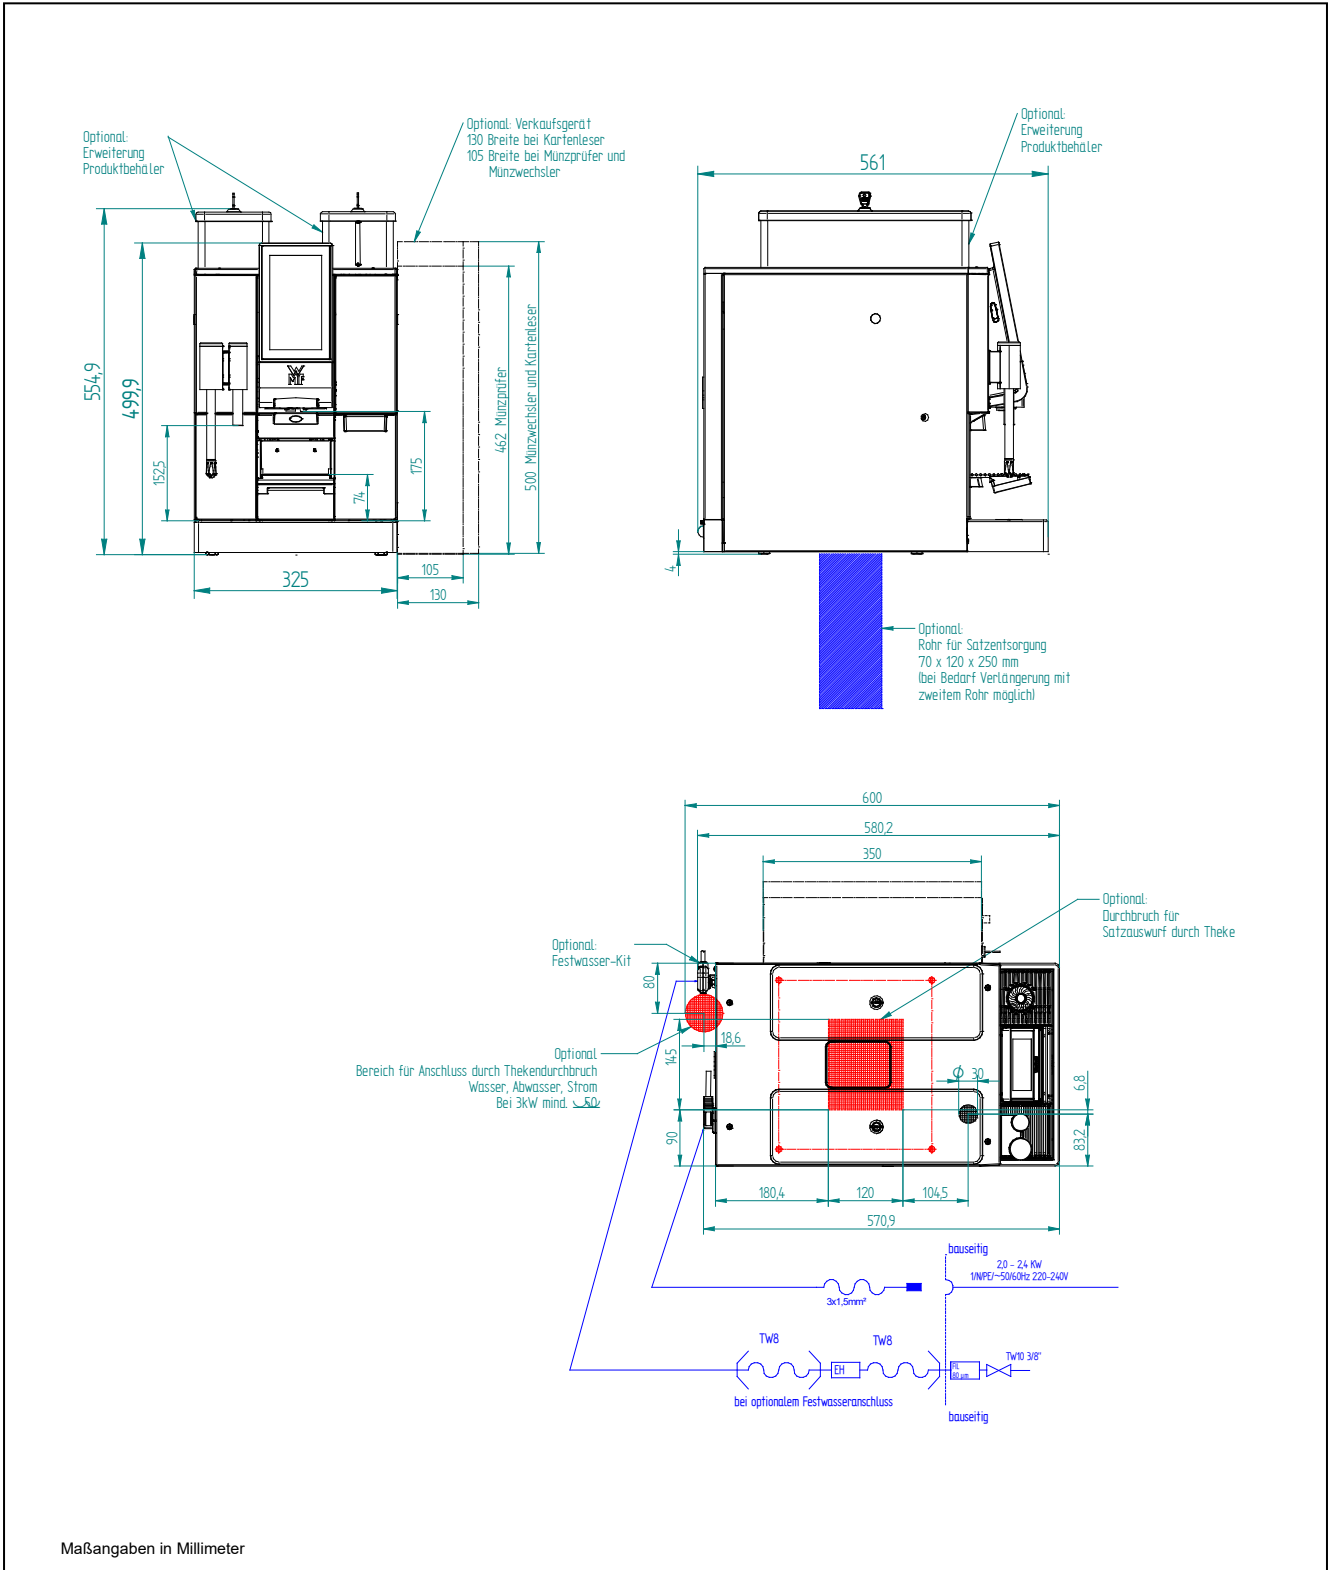 Optional:
Erweiterung
Produktbehäler
Optional: Verkaufsgerät
130 Breite bei Kartenleser
105 Breite bei Münzprüfer und
Münzwechsler
554,9
499,9
152,5
WMF
74
175
462 Münzprüfer
500 Münzwechsler und Kartenleser
325
105
130
Optional:
Erweiterung
Produktbehäler
561
4
Optional:
Rohr für Satzentsorgung
70 x 120 x 250 mm
(bei Bedarf Verlängerung mit
zweitem Rohr möglich)
600
580,2
350
Optional:
Durchbruch für
Satzauswurf durch Theke
Optional:
Festwasser-Kit
80
18,6
145
Optional
Bereich für Anschluss durch Thekendurchbruch
Wasser, Abwasser, Strom
Bei 3kW mind. 50
90
Ø 30
6,8
83,2
180,4
120
104,5
570,9
bauseitig
2,0 - 2,4 KW
1/N/PE/~50/60Hz 220-240V
3x1,5mm²
TW8
TW8
EH
FIL
80 µm
TW10 3/8"
bei optionalem Festwasseranschluss
bauseitig
Maßangaben in Millimeter